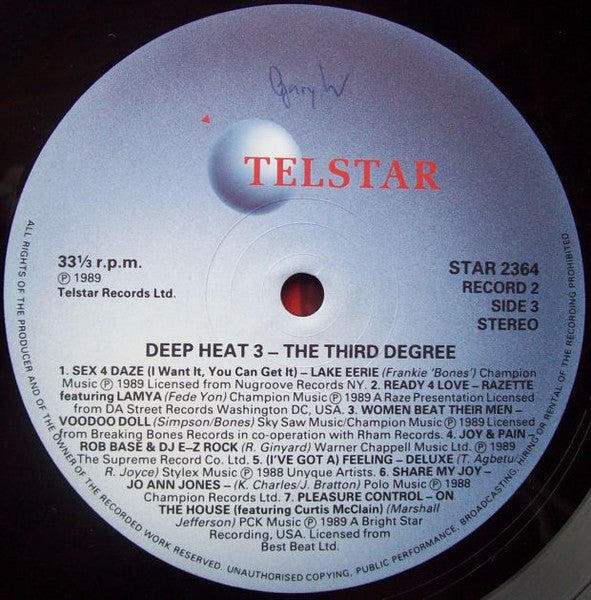 Gary W
TELSTAR
33⅓ r.p.m.
℗ 1989
Telstar Records Ltd.
STAR 2364
RECORD 2
SIDE 3
STEREO
DEEP HEAT 3 – THE THIRD DEGREE
1. SEX 4 DAZE (I Want It, You Can Get It) – LAKE EERIE (Frankie 'Bones') Champion
Music ℗ 1989 Licensed from Nugroove Records NY. 2. READY 4 LOVE – RAZETTE
featuring LAMYA (Fede Yon) Champion Music ℗ 1989 A Raze Presentation Licensed
from DA Street Records Washington DC, USA. 3. WOMEN BEAT THEIR MEN –
VOODOO DOLL (Simpson/Bones) Sky Saw Music/Champion Music ℗ 1989 Licensed
from Breaking Bones Records in co-operation with Rham Records. 4. JOY & PAIN –
ROB BASE & DJ E–Z ROCK (R. Ginyard) Warner Chappell Music Ltd. ℗ 1989
The Supreme Record Co. Ltd. 5. (I'VE GOT A) FEELING – DELUXE (T. Agbetu/
R. Joyce) Stylex Music ℗ 1988 Unyque Artists. 6. SHARE MY JOY –
JO ANN JONES – (K. Charles/J. Bratton) Polo Music ℗ 1988
Champion Records Ltd. 7. PLEASURE CONTROL – ON
THE HOUSE (featuring Curtis McClain) (Marshall
Jefferson) PCK Music ℗ 1989 A Bright Star
Recording, USA. Licensed from
Best Beat Ltd.
ALL RIGHTS OF THE PRODUCER AND OF THE OWNER OF THE RECORDED WORK RESERVED. UNAUTHORISED COPYING, PUBLIC PERFORMANCE, BROADCASTING, HIRING OR RENTAL OF THIS RECORDING PROHIBITED.